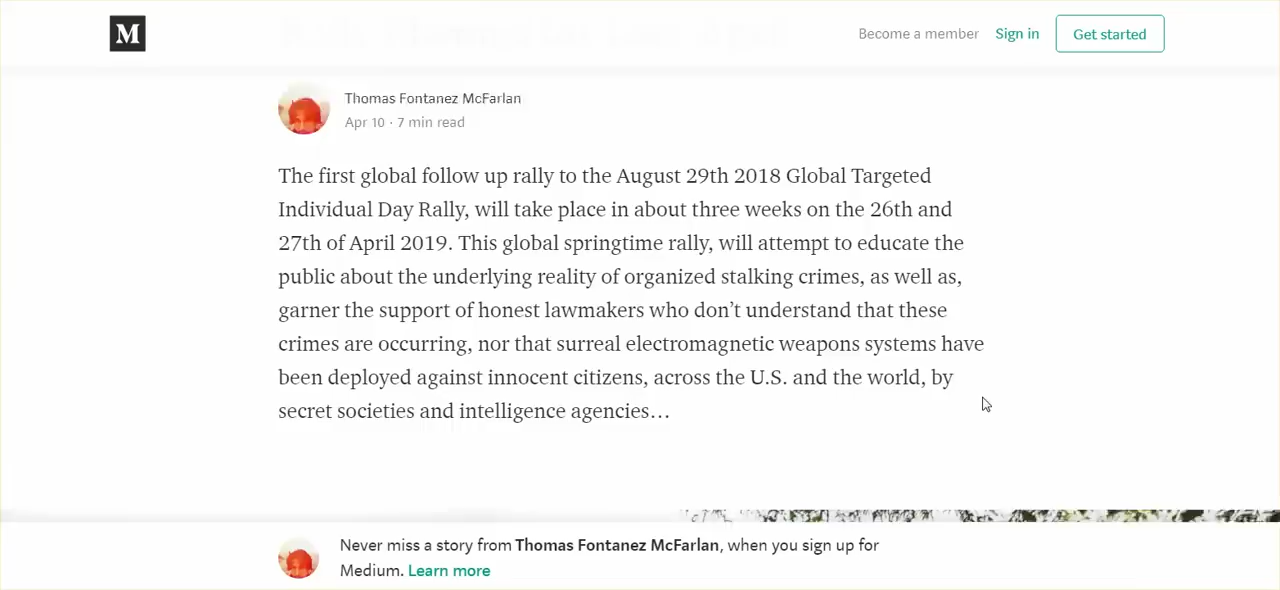 M
Become a member Sign in Get started
Thomas Fontanez McFarlan
Apr 10 · 7 min read
The first global follow up rally to the August 29th 2018 Global Targeted
Individual Day Rally, will take place in about three weeks on the 26th and
27th of April 2019. This global springtime rally, will attempt to educate the
public about the underlying reality of organized stalking crimes, as well as,
garner the support of honest lawmakers who don’t understand that these
crimes are occurring, nor that surreal electromagnetic weapons systems have
been deployed against innocent citizens, across the U.S. and the world, by
secret societies and intelligence agencies…
Never miss a story from Thomas Fontanez McFarlan, when you sign up for
Medium. Learn more